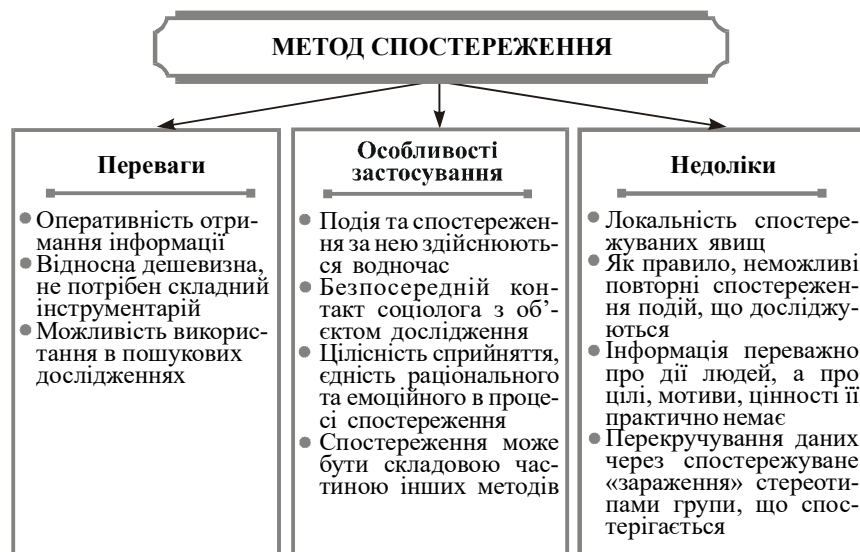 МЕТОД СПОСТЕРЕЖЕННЯ
Переваги
● Оперативність отри-
мання інформації
● Відносна дешевизна,
не потрібен складний
інструментарій
● Можливість викорис-
тання в пошукових
дослідженнях
Особливості
застосування
● Подія та спостережен-
ня за нею здійснюють-
ся водночас
● Безпосередній кон-
такт соціолога з об’-
єктом дослідження
● Цілісність сприйняття,
єдність раціонального
та емоційного в проце-
сі спостереження
● Спостереження може
бути складовою час-
тиною інших методів
Недоліки
● Локальність спостере-
жуваних явищ
● Як правило, неможливі
повторні спостережен-
ня подій, що досліджу-
ються
● Інформація переважно
про дії людей, а про
цілі, мотиви, цінності її
практично немає
● Перекручування даних
через спостережуване
«зараження» стереоти-
пами групи, що спос-
терігається